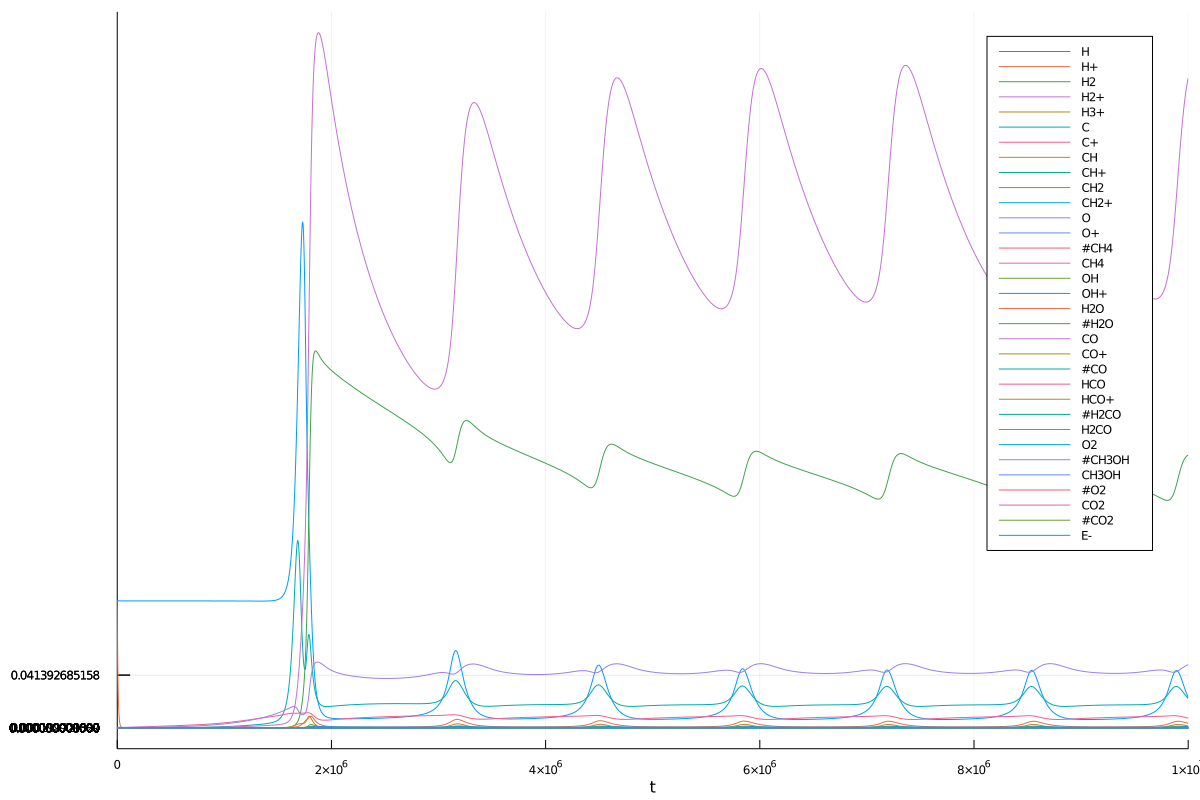 H
H+
H2
H2+
H3+
C
C+
CH
CH+
CH2
CH2+
O
O+
#CH4
CH4
OH
OH+
H2O
#H2O
CO
CO+
#CO
HCO
HCO+
#H2CO
H2CO
O2
#CH3OH
CH3OH
#O2
CO2
#CO2
E-
0.041392685158
0 2×10⁶ 4×10⁶ 6×10⁶ 8×10⁶
t